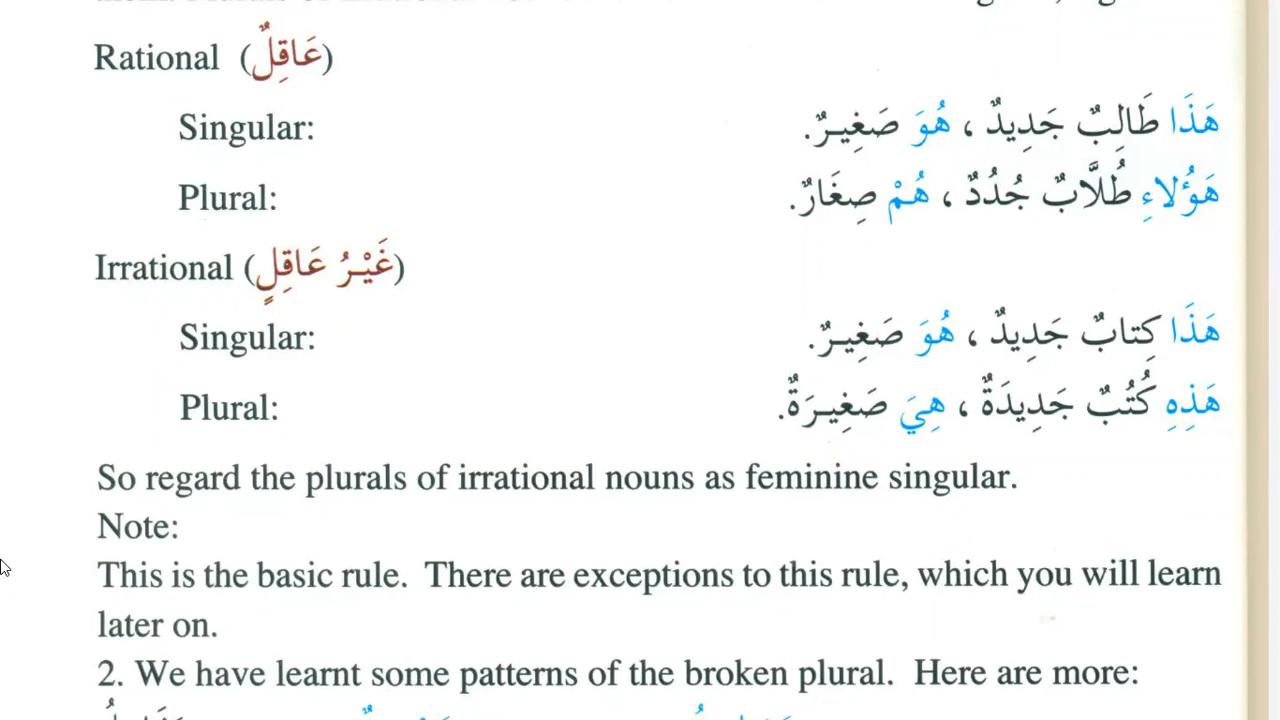 Rational (عَاقِلٌ)
Singular: هَذَا طَالِبٌ جَدِيدٌ ، هُوَ صَغِيرٌ.
Plural: هَؤُلاءِ طُلَّابٌ جُدُدٌ ، هُمْ صِغَارٌ.
Irrational (غَيْرُ عَاقِلٍ)
Singular: هَذَا كِتابٌ جَدِيدٌ ، هُوَ صَغِيرٌ.
Plural: هَذِهِ كُتُبٌ جَدِيدَةٌ ، هِيَ صَغِيرَةٌ.
So regard the plurals of irrational nouns as feminine singular.
Note:
This is the basic rule. There are exceptions to this rule, which you will learn
later on.
2. We have learnt some patterns of the broken plural. Here are more: